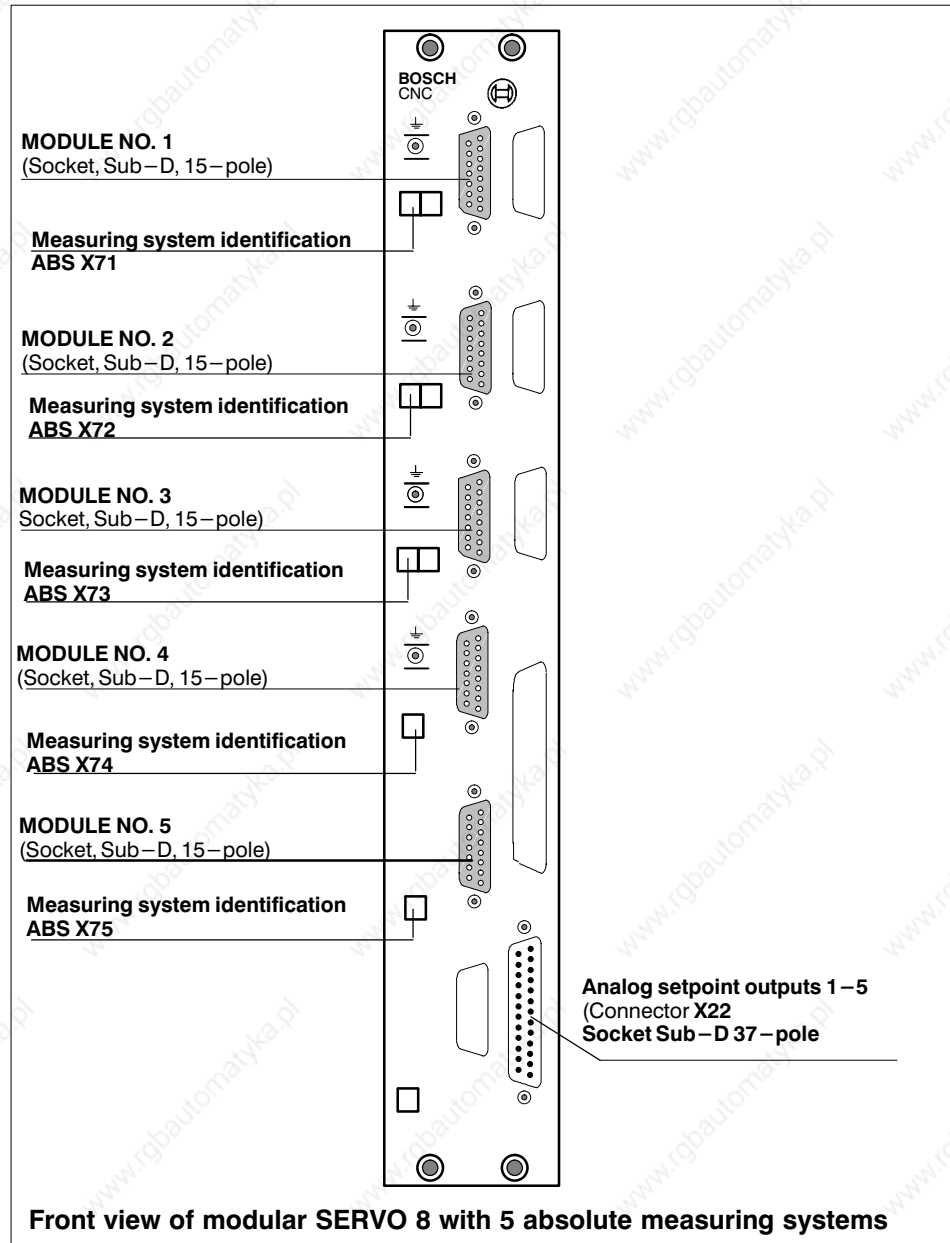 BOSCH
CNC
MODULE NO. 1
(Socket, Sub−D, 15−pole)
Measuring system identification
ABS X71
MODULE NO. 2
(Socket, Sub−D, 15−pole)
Measuring system identification
ABS X72
MODULE NO. 3
Socket, Sub−D, 15−pole)
Measuring system identification
ABS X73
MODULE NO. 4
(Socket, Sub−D, 15−pole)
Measuring system identification
ABS X74
MODULE NO. 5
(Socket, Sub−D, 15−pole)
Measuring system identification
ABS X75
Analog setpoint outputs 1−5
(Connector X22
Socket Sub−D 37−pole
Front view of modular SERVO 8 with 5 absolute measuring systems
www.rgbautomatyka.pl